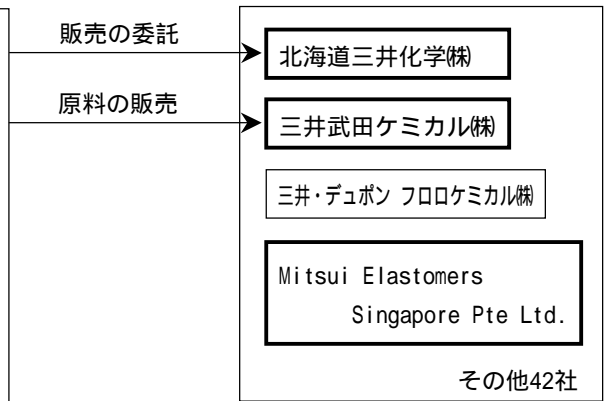 販売の委託
北海道三井化学㈱
原料の販売
三井武田ケミカル㈱
三井・デュポン フロロケミカル㈱
Mitsui Elastomers
Singapore Pte Ltd.
その他42社